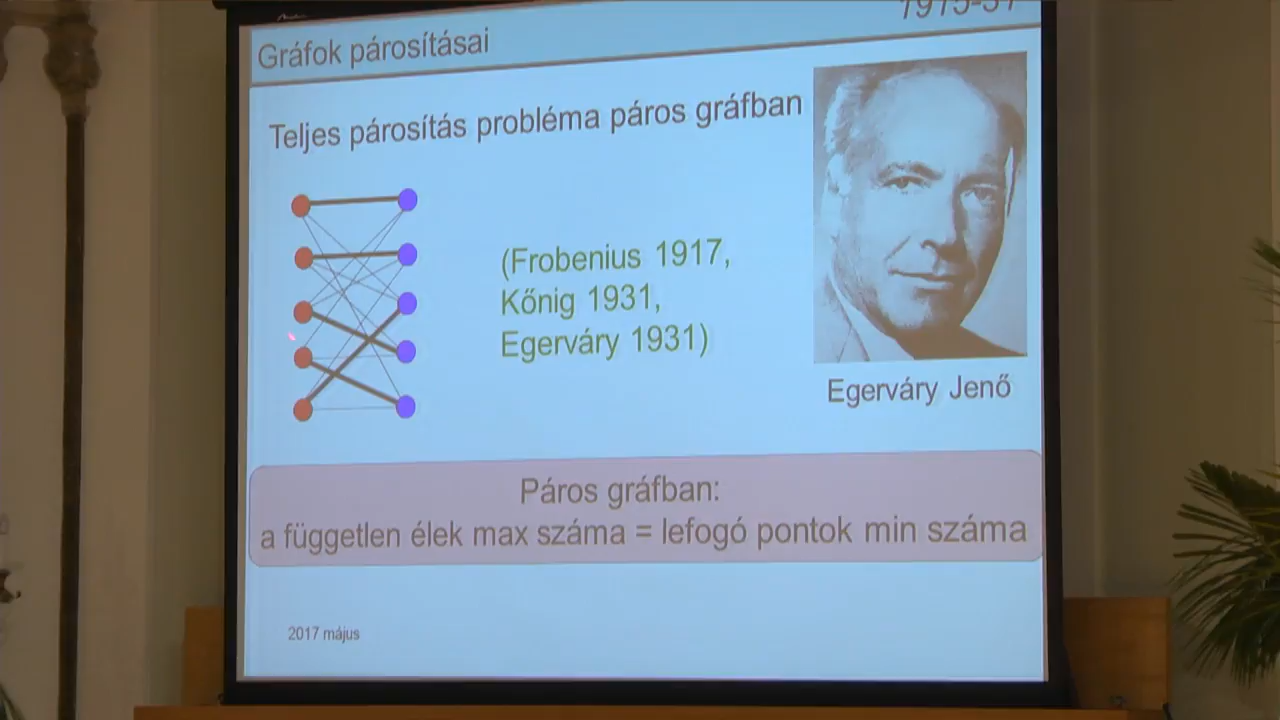 Gráfok párosításai
Teljes párosítás probléma páros gráfban
(Frobenius 1917,
Kőnig 1931,
Egerváry 1931)
Egerváry Jenő
Páros gráfban:
a független élek max száma = lefogó pontok min száma
2017 május